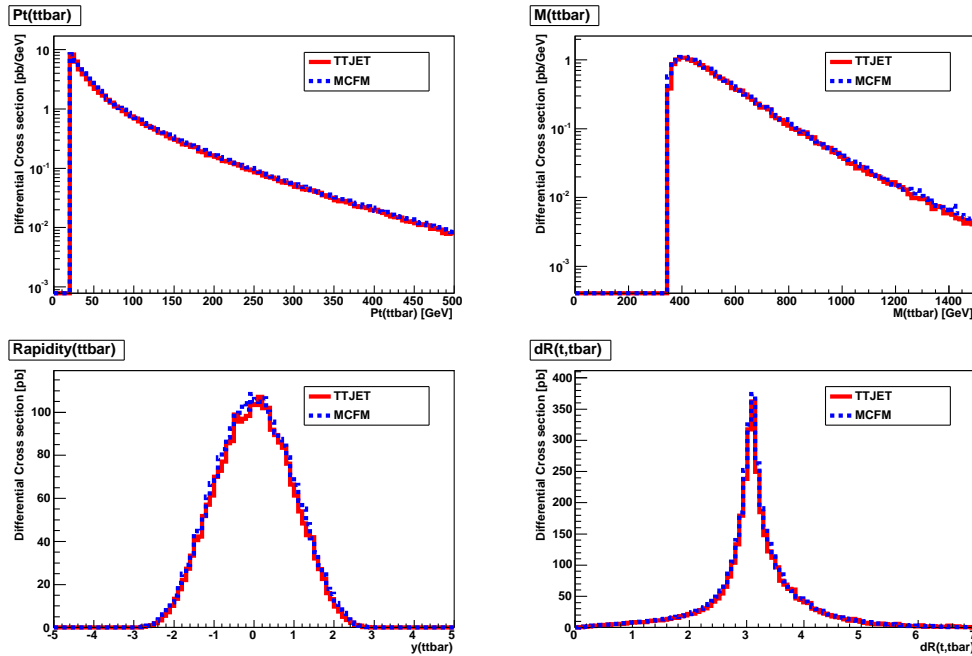 Pt(ttbar)
Differential Cross section [pb/GeV]
10
1
10^-1
10^-2
10^-3
TTJET
MCFM
0 50 100 150 200 250 300 350 400 450 500
Pt(ttbar) [GeV]
M(ttbar)
Differential Cross section [pb/GeV]
1
10^-1
10^-2
10^-3
TTJET
MCFM
0 200 400 600 800 1000 1200 1400
M(ttbar) [GeV]
Rapidity(ttbar)
Differential Cross section [pb]
100
80
60
40
20
0
TTJET
MCFM
-5 -4 -3 -2 -1 0 1 2 3 4 5
y(ttbar)
dR(t,tbar)
Differential Cross section [pb]
400
350
300
250
200
150
100
50
0
TTJET
MCFM
0 1 2 3 4 5 6
dR(t,tbar)